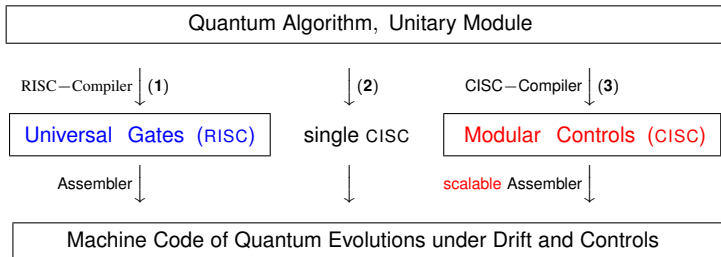 Quantum Algorithm, Unitary Module
RISC−Compiler (1) (2) CISC−Compiler (3)
Universal Gates (RISC) single CISC Modular Controls (CISC)
Assembler scalable Assembler
Machine Code of Quantum Evolutions under Drift and Controls